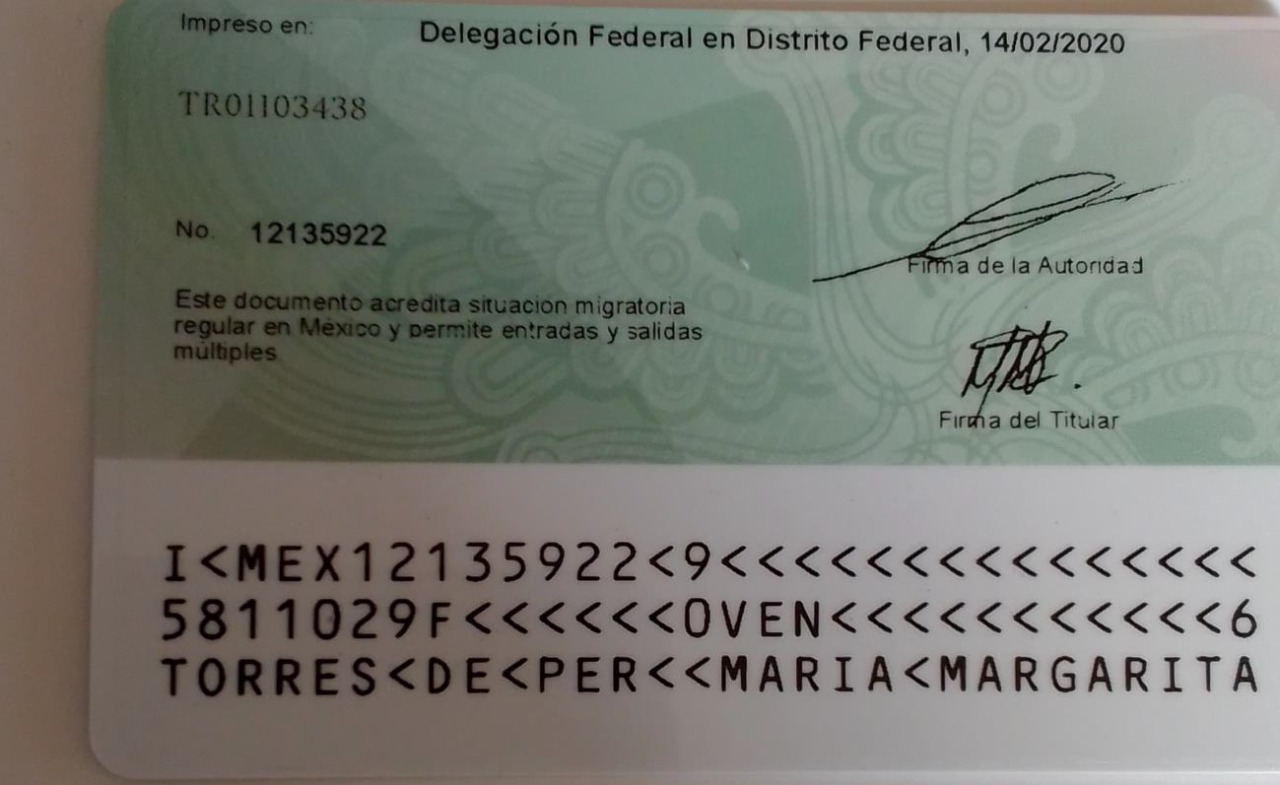 Impreso en: Delegación Federal en Distrito Federal, 14/02/2020
TR01103438
No. 12135922
Firma de la Autoridad
Este documento acredita situacion migratoria
regular en México y permite entradas y salidas
múltiples
Firma del Titular
I<MEX12135922<9<<<<<<<<<<<<<<<
5811029F<<<<<<0VEN<<<<<<<<<<<6
TORRES<DE<PER<<MARIA<MARGARITA